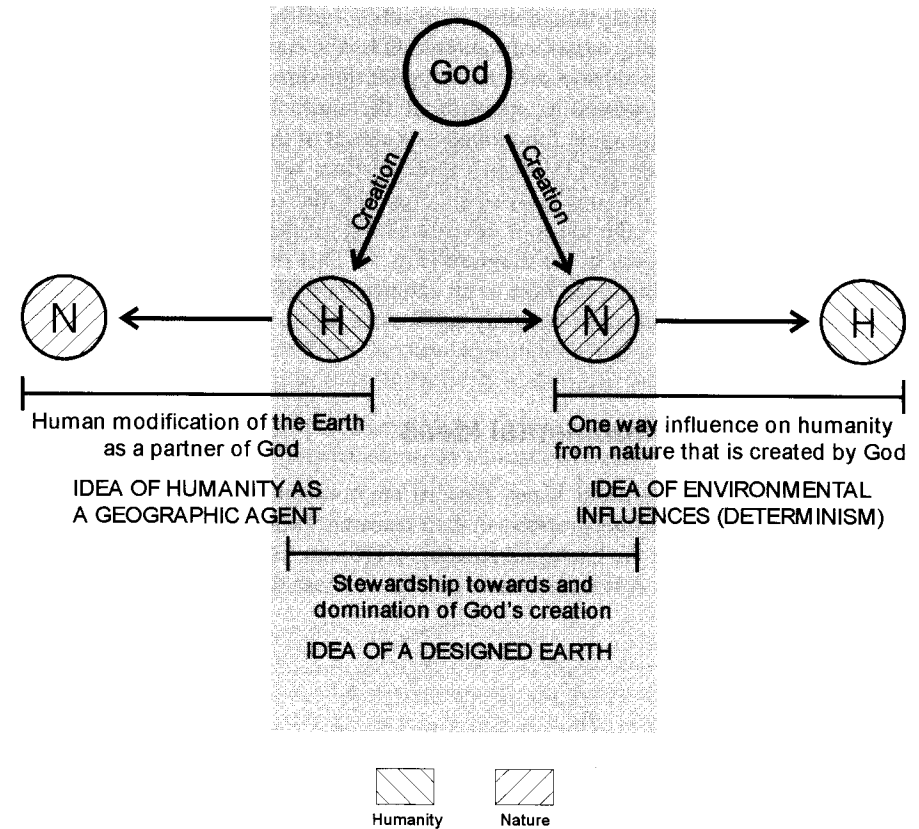 God
Creation
Creation
N
H
N
H
Human modification of the Earth
as a partner of God
IDEA OF HUMANITY AS
A GEOGRAPHIC AGENT
One way influence on humanity
from nature that is created by God
IDEA OF ENVIRONMENTAL
INFLUENCES (DETERMINISM)
Stewardship towards and
domination of God's creation
IDEA OF A DESIGNED EARTH
Humanity
Nature